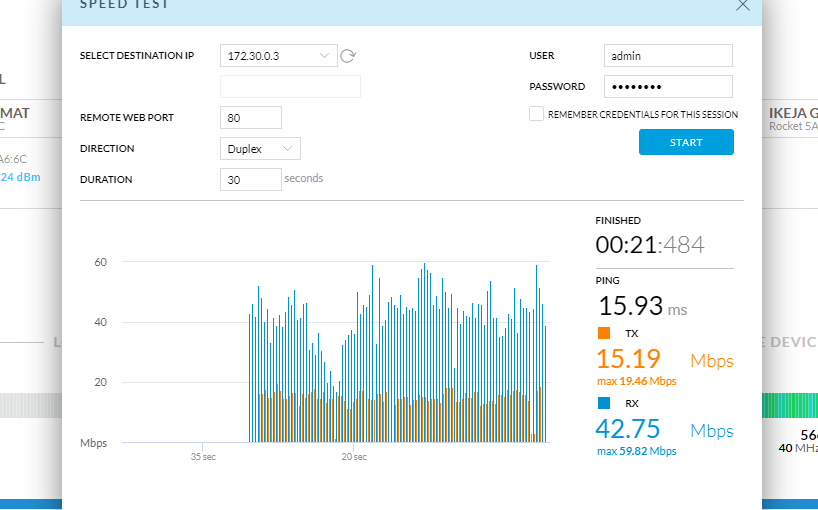 SPEED TEST
SELECT DESTINATION IP
172.30.0.3
REMOTE WEB PORT
80
DIRECTION
Duplex
DURATION
30
seconds
USER
admin
PASSWORD
••••••••
REMEMBER CREDENTIALS FOR THIS SESSION
START
60
40
20
Mbps
35 sec
20 sec
FINISHED
00:21:484
PING
15.93 ms
TX
15.19 Mbps
max 19.46 Mbps
RX
42.75 Mbps
max 59.82 Mbps
L
MAT
C
A6:6C
24 dBm
L
IKEJA G
Rocket 5A
E DEVIC
56
40 MHz